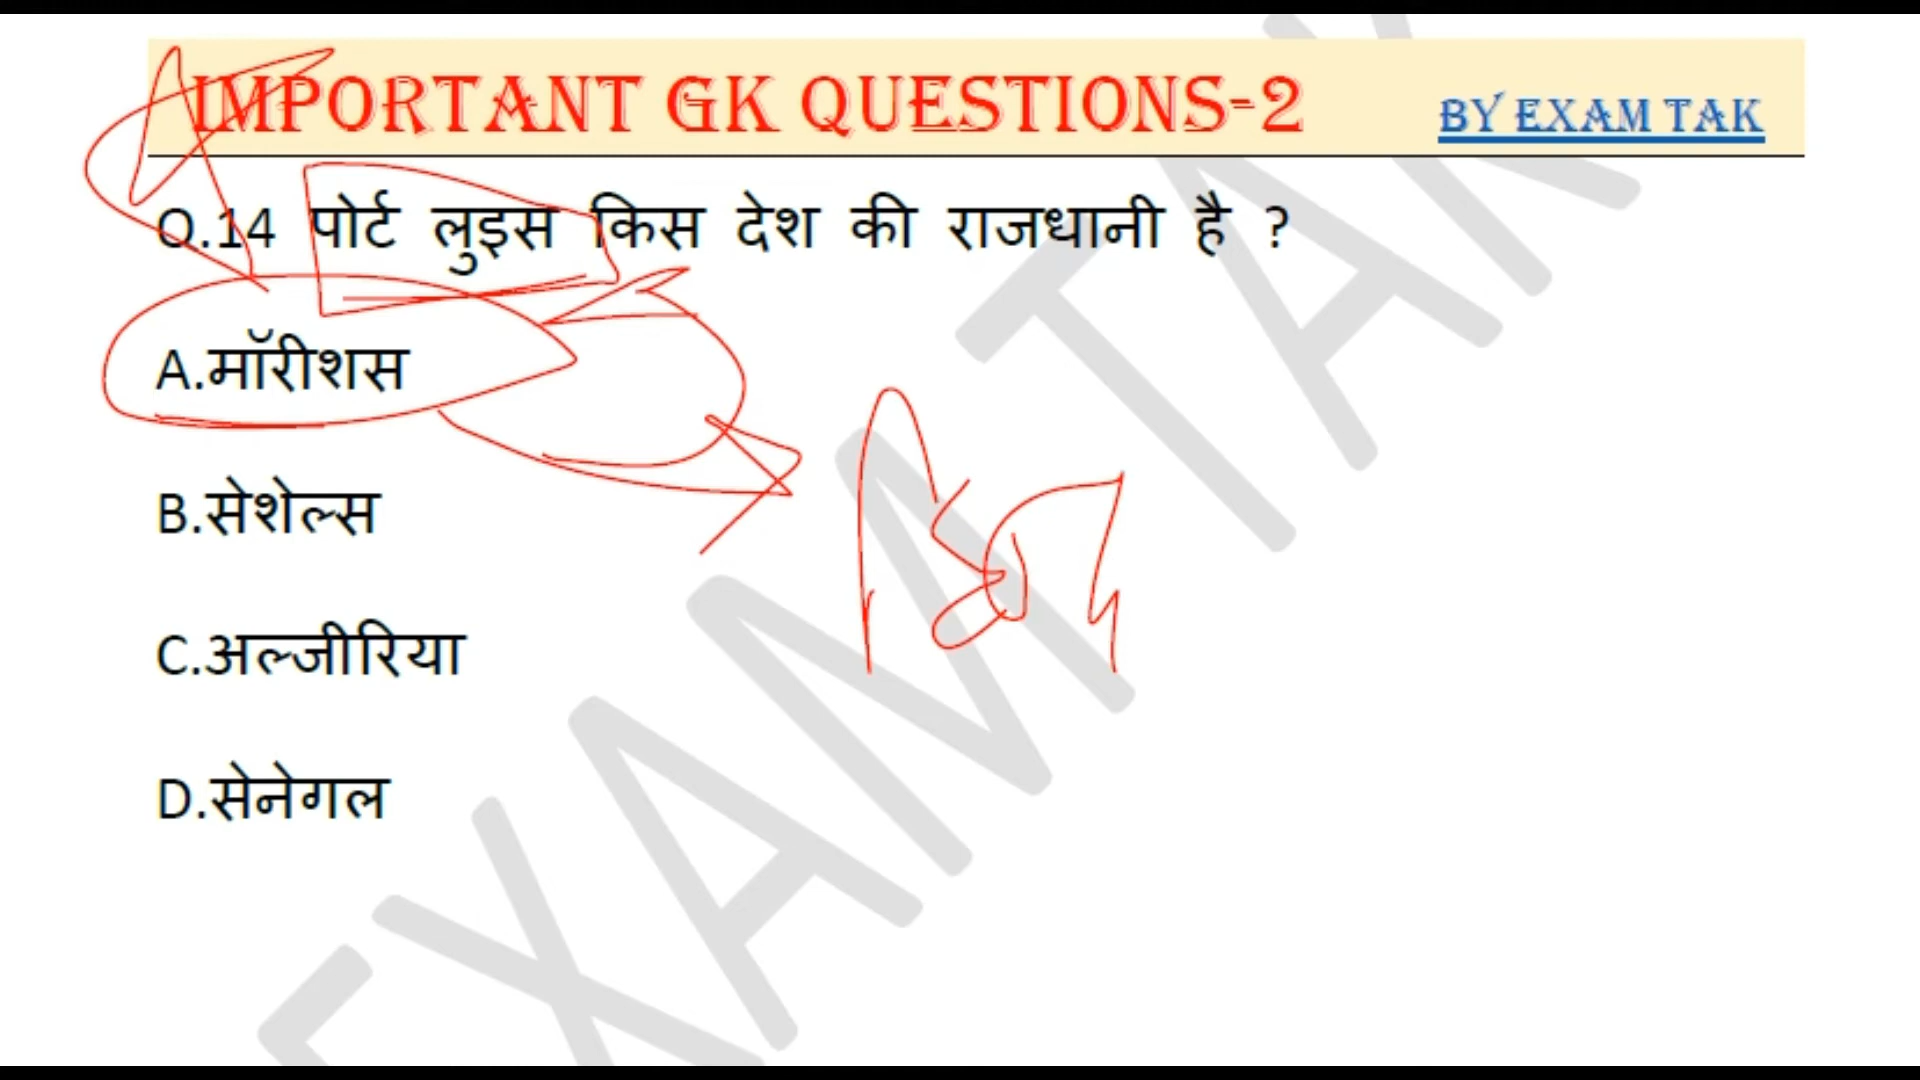 IMPORTANT GK QUESTIONS-2 BY EXAM TAK
Q.14 पोर्ट लुइस किस देश की राजधानी है ?
A.मॉरीशस
B.सेशेल्स
C.अल्जीरिया
D.सेनेगल
EXAM TAK